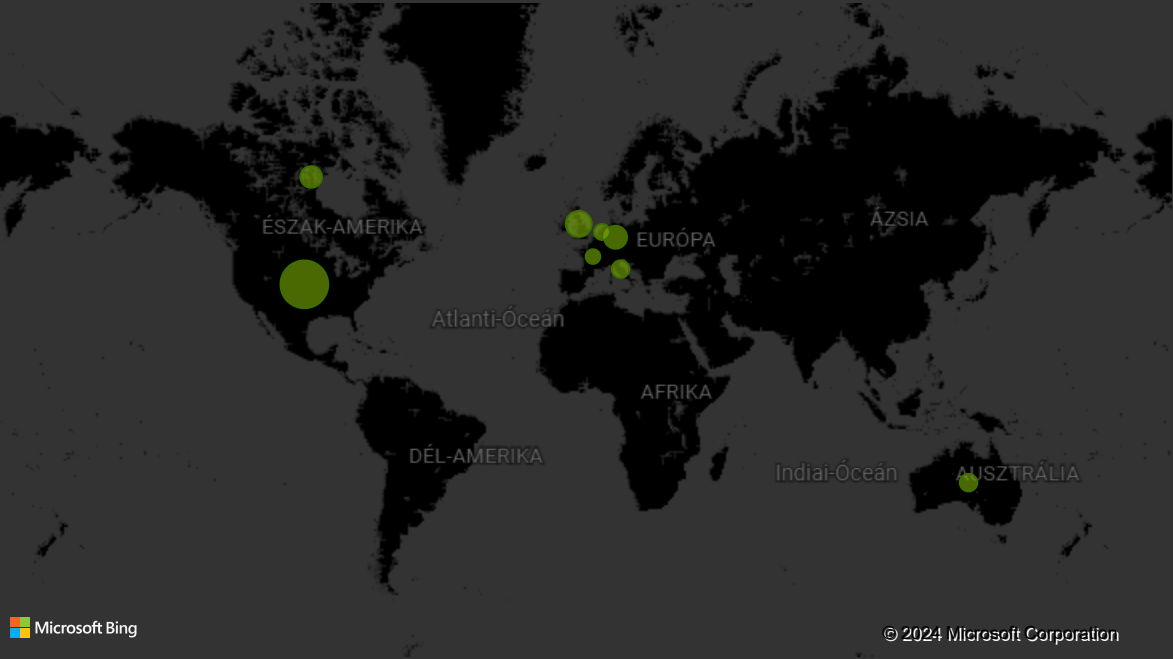 ÁZSIA
ÉSZAK-AMERIKA
EURÓPA
Atlanti-Óceán
AFRIKA
DÉL-AMERIKA
Indiai-Óceán
AUSZTRÁLIA
Microsoft Bing
© 2024 Microsoft Corporation